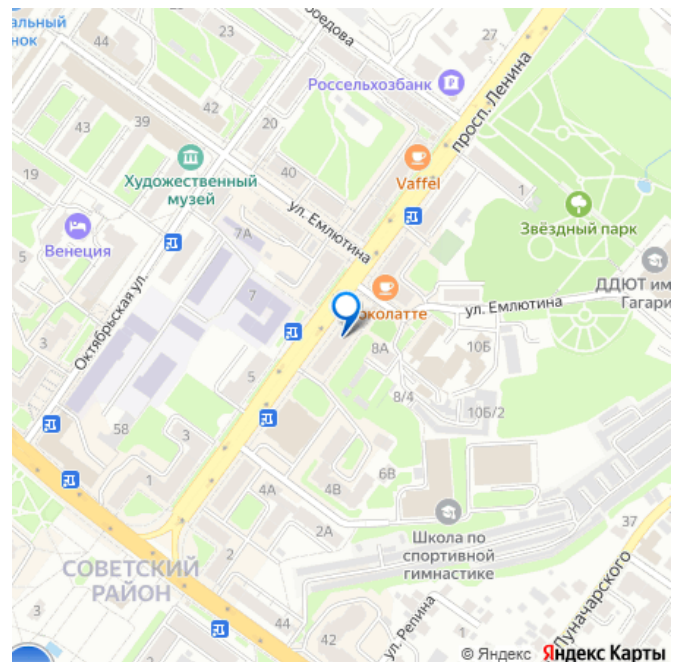 альный
нок
44
боедова
27
Россельхозбанк
42
просп. Ленина
43
39
20
19
Художественный
музей
40
Vaffel
1
Звёздный парк
ул. Емлютина
Венеция
7А
5
ДДЮТ им
Гагари
Октябрьская ул.
7
околатте
ул. Емлютина
3
8А
10Б
5
8/4
10Б/2
58
3
1
4А
4В
6В
2А
Школа по
спортивной
гимнастике
37
2
СОВЕТСКИЙ
РАЙОН
3
1
44
42
ул. Репина
Луначарского
© Яндекс Яндекс Карты